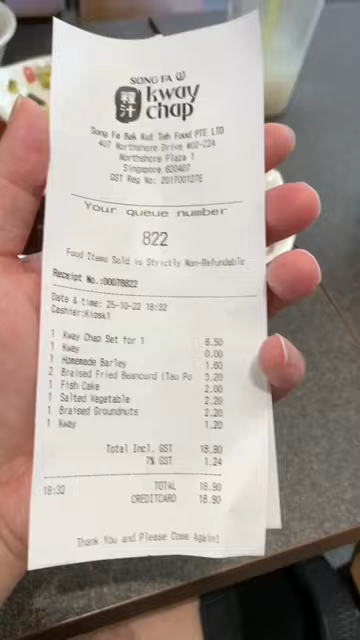 SONG FA
kway
chap
粿汁
Song Fa Bak Kut Teh Food PTE LTD
407 Northshore Drive #02-22A
Northshore Plaza 1
Singapore 820407
GST Reg No: 201700127E
Your queue number
822
Food Items Sold is Strictly Non-Refundable
Receipt No.:00078822
Date & time: 25-10-22 18:32
Cashier:Kiosk1
1 Kway Chap Set for 1 6.50
1 Kway 0.00
1 Homemade Barley 1.60
2 Braised Fried Beancurd (Tau Po 3.20
1 Fish Cake 2.00
1 Salted Vegetable 2.20
1 Braised Groundnuts 2.20
1 Kway 1.20
Total Incl. GST 18.90
7% GST 1.24
18:32 TOTAL 18.90
CREDITCARD 18.90
Thank You and Please Come Again!